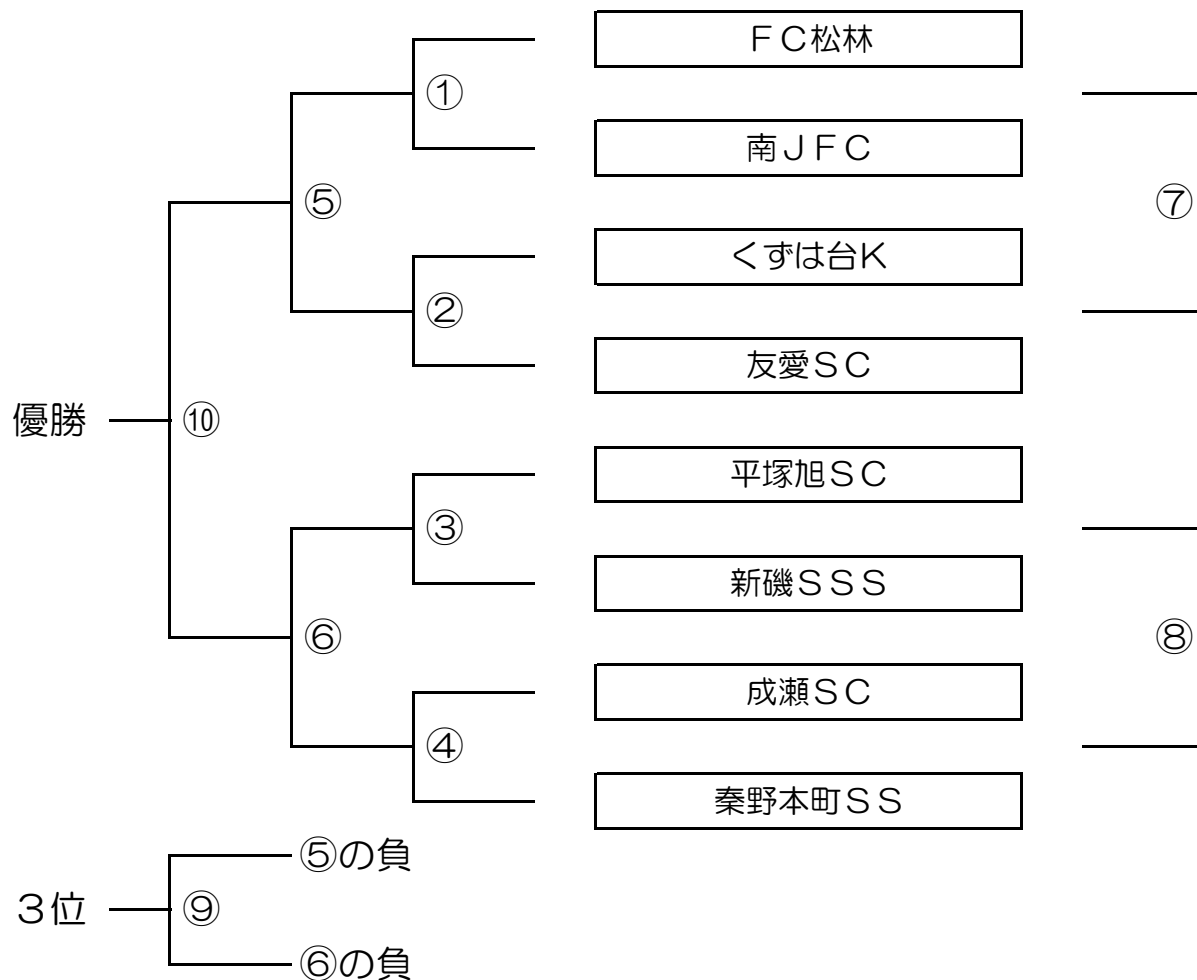 ＦＣ松林
①
南ＪＦＣ
⑤
⑦
くずは台Ｋ
②
友愛ＳＣ
優勝
⑩
平塚旭ＳＣ
③
新磯ＳＳＳ
⑥
⑧
成瀬ＳＣ
④
秦野本町ＳＳ
⑤の負
３位
⑨
⑥の負